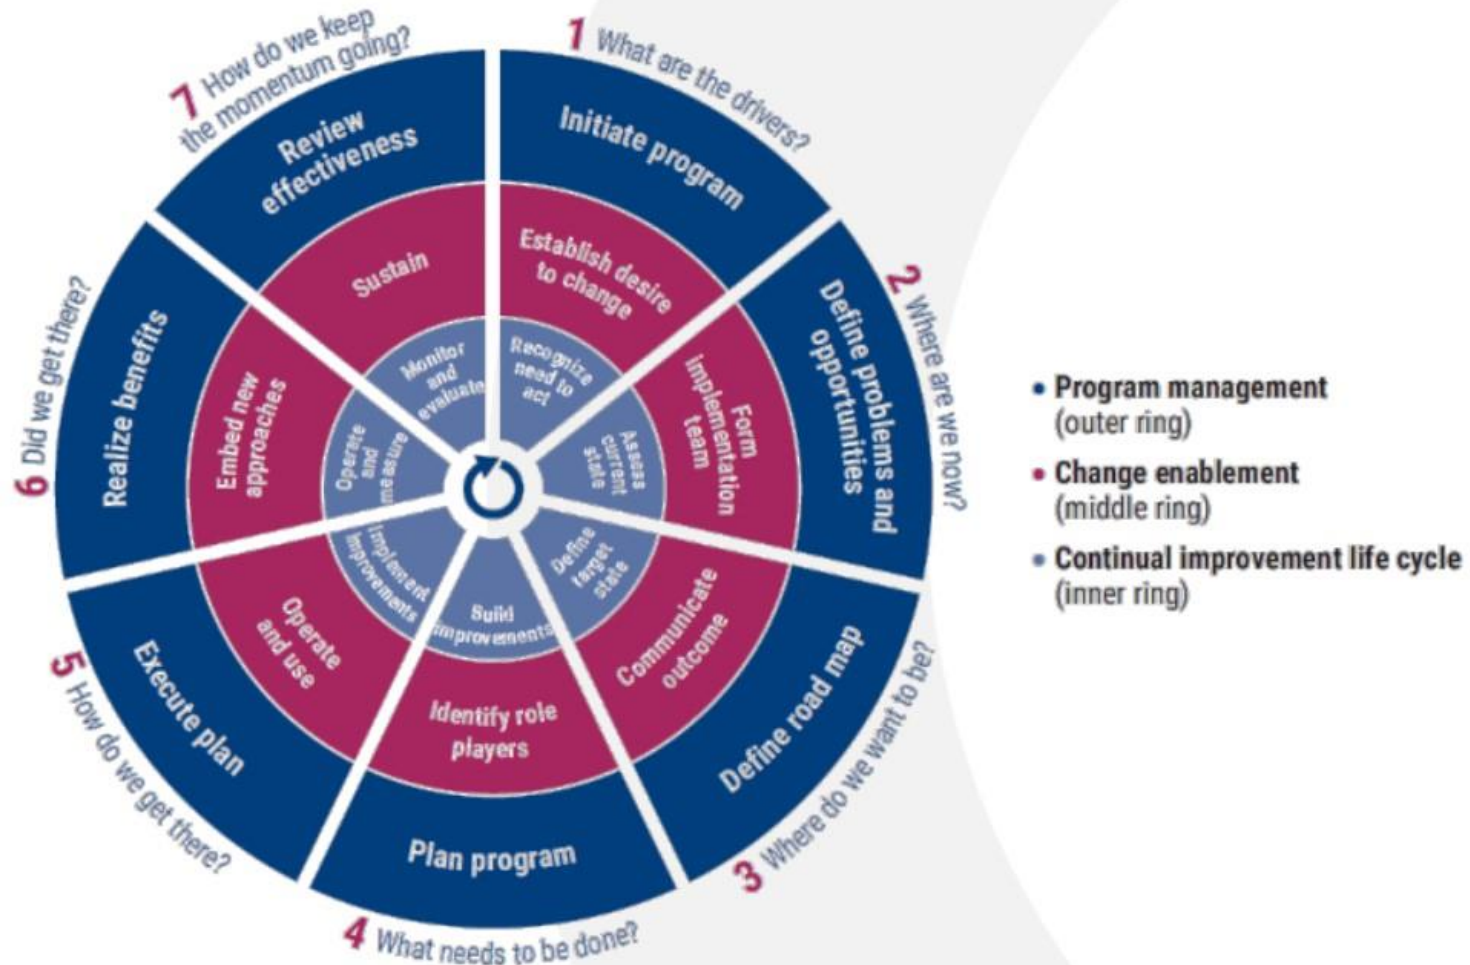 1 What are the drivers?
Initiate program
Establish desire
to change
Recognize
need to
act
2 Where are we now?
Define problems and
opportunities
Form
implementation
team
Assess
current
state
3 Where do we want to be?
Define road map
Communicate
outcome
Define
target
state
4 What needs to be done?
Plan program
Identify role
players
Build
improvements
5 How do we get there?
Execute plan
Operate
and use
Implement
improvements
6 Did we get there?
Realize benefits
Embed new
approaches
Operate
and
measure
7 How do we keep
the momentum going?
Review
effectiveness
Sustain
Monitor
and
evaluate
• Program management
(outer ring)
• Change enablement
(middle ring)
• Continual improvement life cycle
(inner ring)